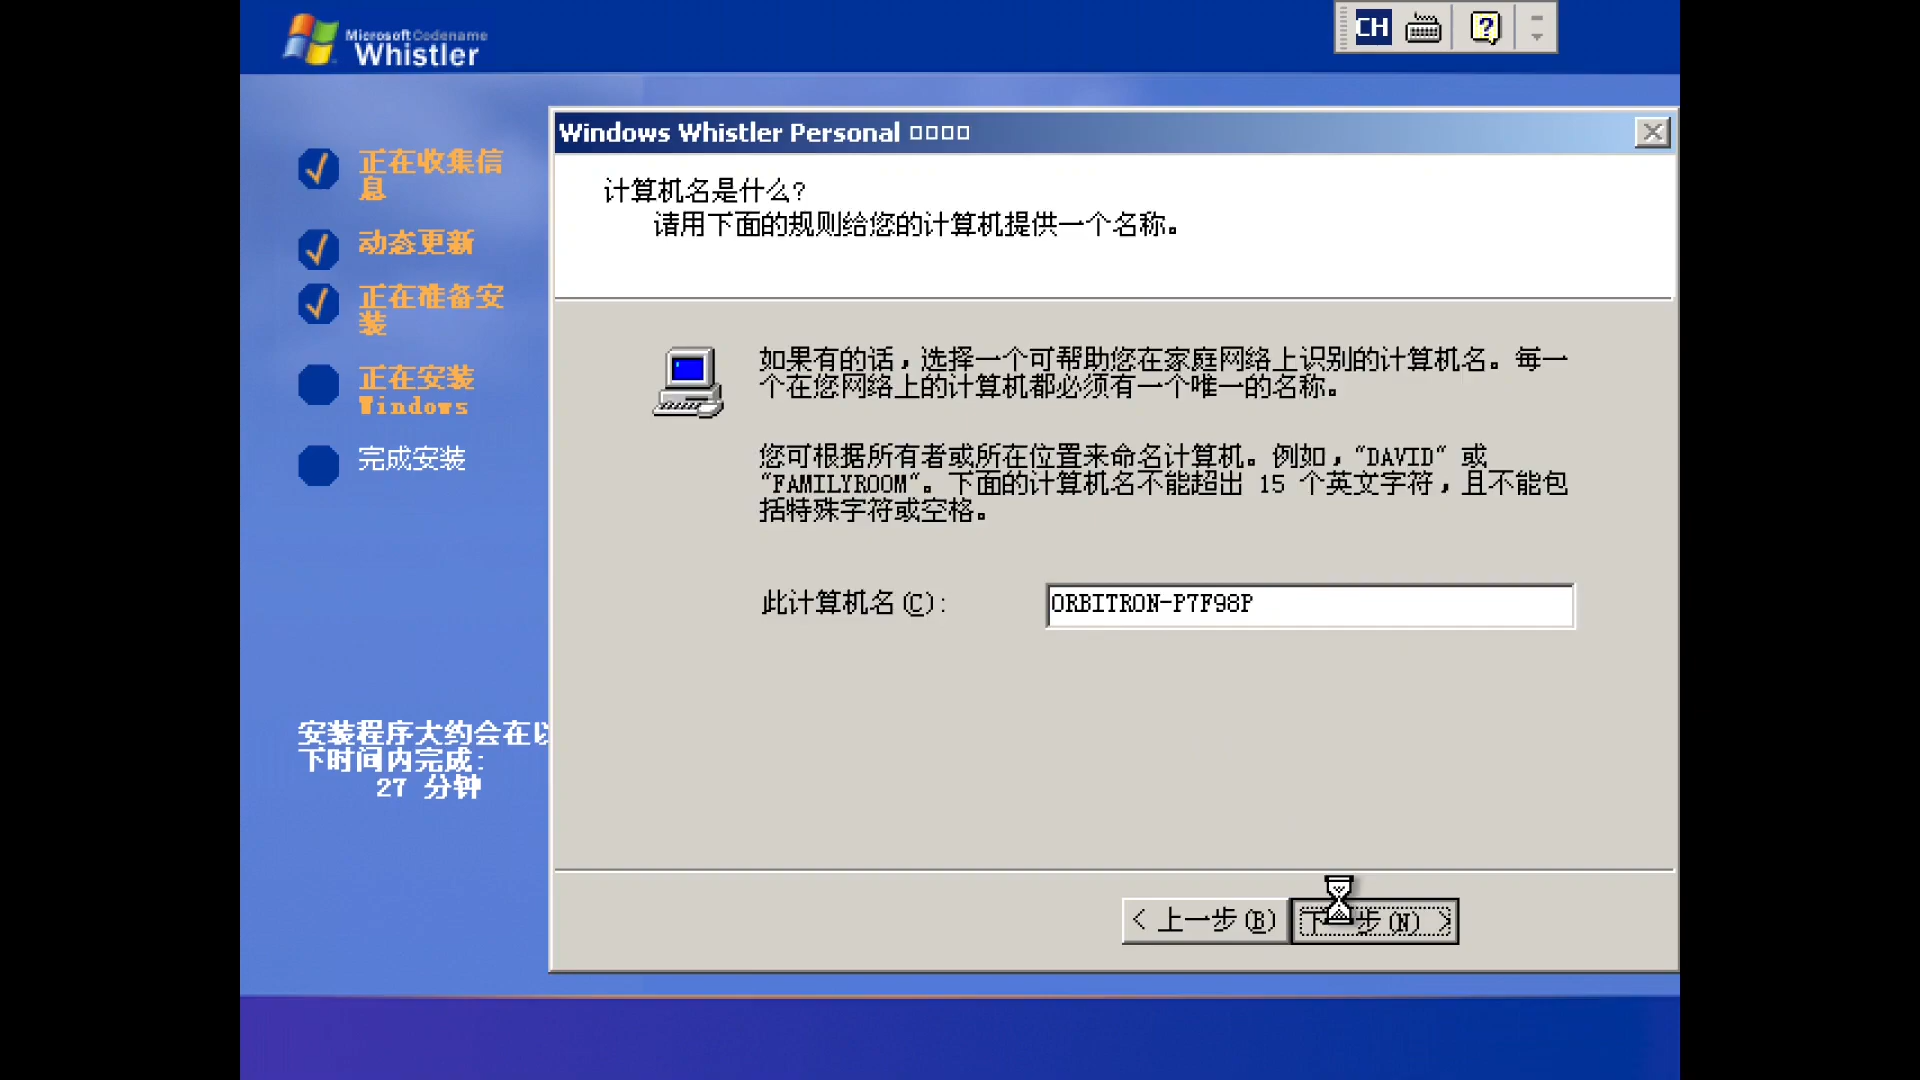 Microsoft Codename
Whistler
CH
正在收集信
息
动态更新
正在准备安
装
正在安装
Windows
完成安装
安装程序大约会在以
下时间内完成:
27 分钟
Windows Whistler Personal □□□□
计算机名是什么?
请用下面的规则给您的计算机提供一个名称。
如果有的话，选择一个可帮助您在家庭网络上识别的计算机名。每一
个在您网络上的计算机都必须有一个唯一的名称。
您可根据所有者或所在位置来命名计算机。例如，“DAVID” 或
“FAMILYROOM”。下面的计算机名不能超出 15 个英文字符，且不能包
括特殊字符或空格。
此计算机名(C):
ORBITRON-P7F98P
< 上一步(B)
下一步(N) >